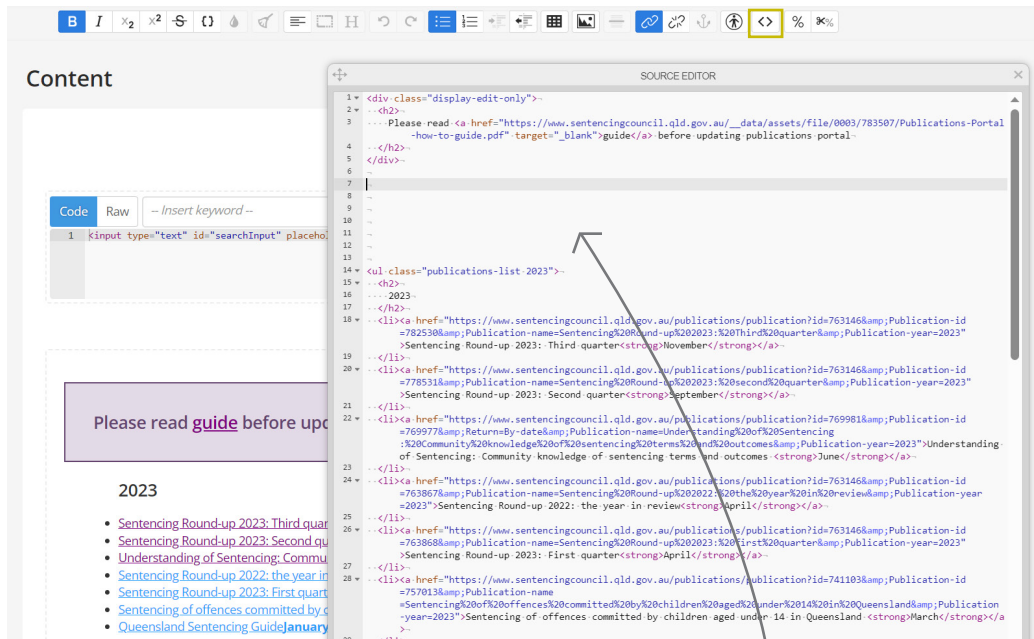 B I x₂ x² S {} H % %
Content
SOURCE EDITOR
Code Raw -- Insert keyword --
1 <input type="text" id="searchInput" placehol
Please read guide before upd
2023
Sentencing Round-up 2023: Third quar
Sentencing Round-up 2023: Second qu
Understanding of Sentencing: Commu
Sentencing Round-up 2022: the year in
Sentencing Round-up 2023: First quart
Sentencing of offences committed by c
Queensland Sentencing GuideJanuary
1 <div class="display-edit-only">
2 <h2>
3 Please read <a href="https://www.sentencingcouncil.qld.gov.au/__data/assets/file/0003/783507/Publications-Portal
-how-to-guide.pdf" target="_blank">guide</a> before updating publications portal
4 </h2>
5 </div>
6
7
8
9
10
11
12
13
14 <ul class="publications-list 2023">
15 <h2>
16 2023
17 </h2>
18 <li><a href="https://www.sentencingcouncil.qld.gov.au/publications/publication?id=763146&amp;Publication-id
=782530&amp;Publication-name=Sentencing%20Round-up%202023:%20Third%20quarter&amp;Publication-year=2023"
>Sentencing Round-up 2023: Third quarter<strong>November</strong></a>
19 </li>
20 <li><a href="https://www.sentencingcouncil.qld.gov.au/publications/publication?id=763146&amp;Publication-id
=778531&amp;Publication-name=Sentencing%20Round-up%202023:%20second%20quarter&amp;Publication-year=2023"
>Sentencing Round-up 2023: Second quarter<strong>September</strong></a>
21 </li>
22 <li><a href="https://www.sentencingcouncil.qld.gov.au/publications/publication?id=769981&amp;Publication-id
=769977&amp;Return=By-date&amp;Publication-name=Understanding%20of%20Sentencing
:%20Community%20knowledge%20of%20sentencing%20terms%20and%20outcomes&amp;Publication-year=2023">Understanding
of Sentencing: Community knowledge of sentencing terms and outcomes <strong>June</strong></a>
23 </li>
24 <li><a href="https://www.sentencingcouncil.qld.gov.au/publications/publication?id=763146&amp;Publication-id
=763867&amp;Publication-name=Sentencing%20Round-up%202022:%20the%20year%20in%20review&amp;Publication-year
=2023">Sentencing Round-up 2022: the year in review<strong>April</strong></a>
25 </li>
26 <li><a href="https://www.sentencingcouncil.qld.gov.au/publications/publication?id=763146&amp;Publication-id
=763868&amp;Publication-name=Sentencing%20Round-up%202023:%20first%20quarter&amp;Publication-year=2023"
>Sentencing Round-up 2023: First quarter<strong>April</strong></a>
27 </li>
28 <li><a href="https://www.sentencingcouncil.qld.gov.au/publications/publication?id=741103&amp;Publication-id
=757013&amp;Publication-name
=Sentencing%20of%20offences%20committed%20by%20children%20aged%20under%2014%20in%20Queensland&amp;Publication
-year=2023">Sentencing of offences committed by children aged under 14 in Queensland <strong>March</strong></a
>